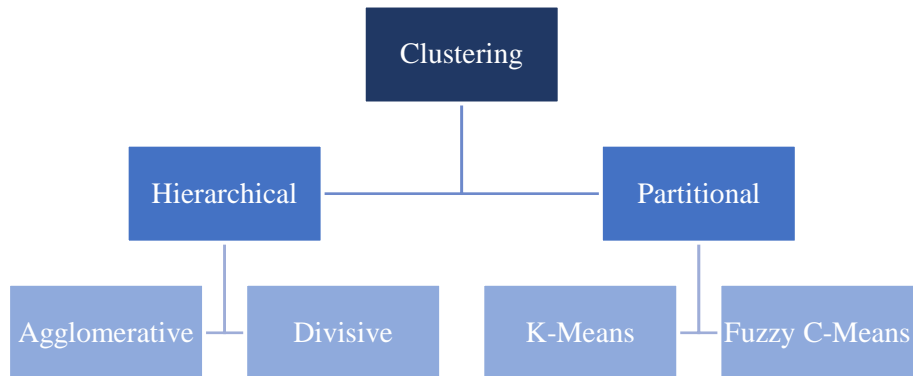 Clustering
Hierarchical
Partitional
Agglomerative
Divisive
K-Means
Fuzzy C-Means